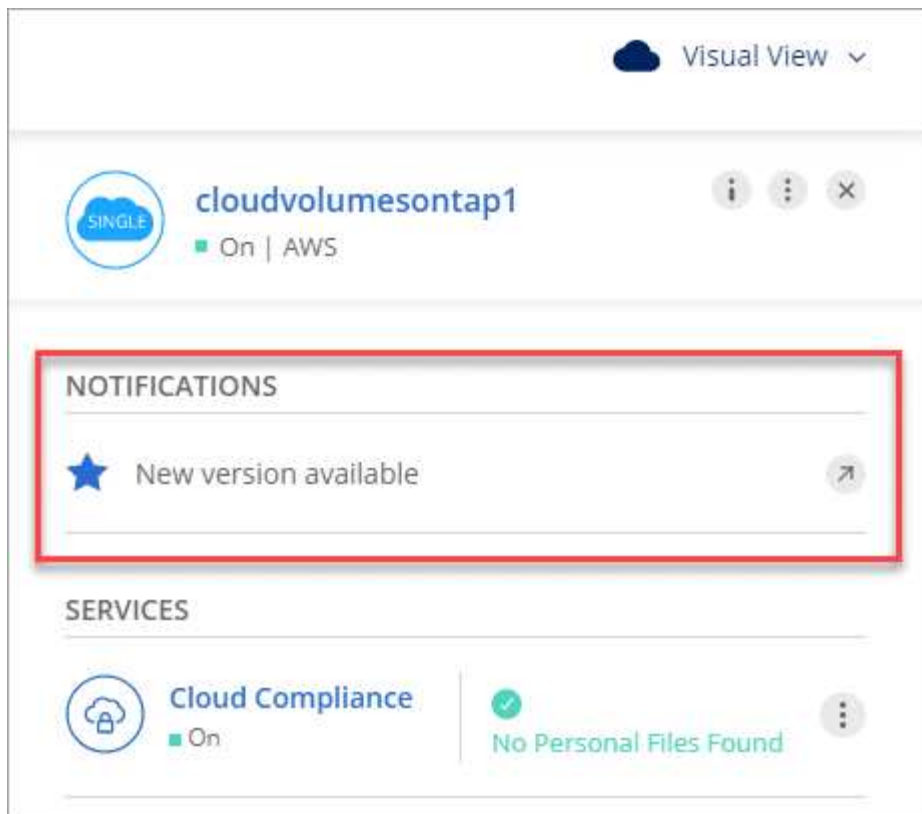 Visual View
SINGLE
cloudvolumesontap1
On | AWS
NOTIFICATIONS
New version available
SERVICES
Cloud Compliance
On
No Personal Files Found